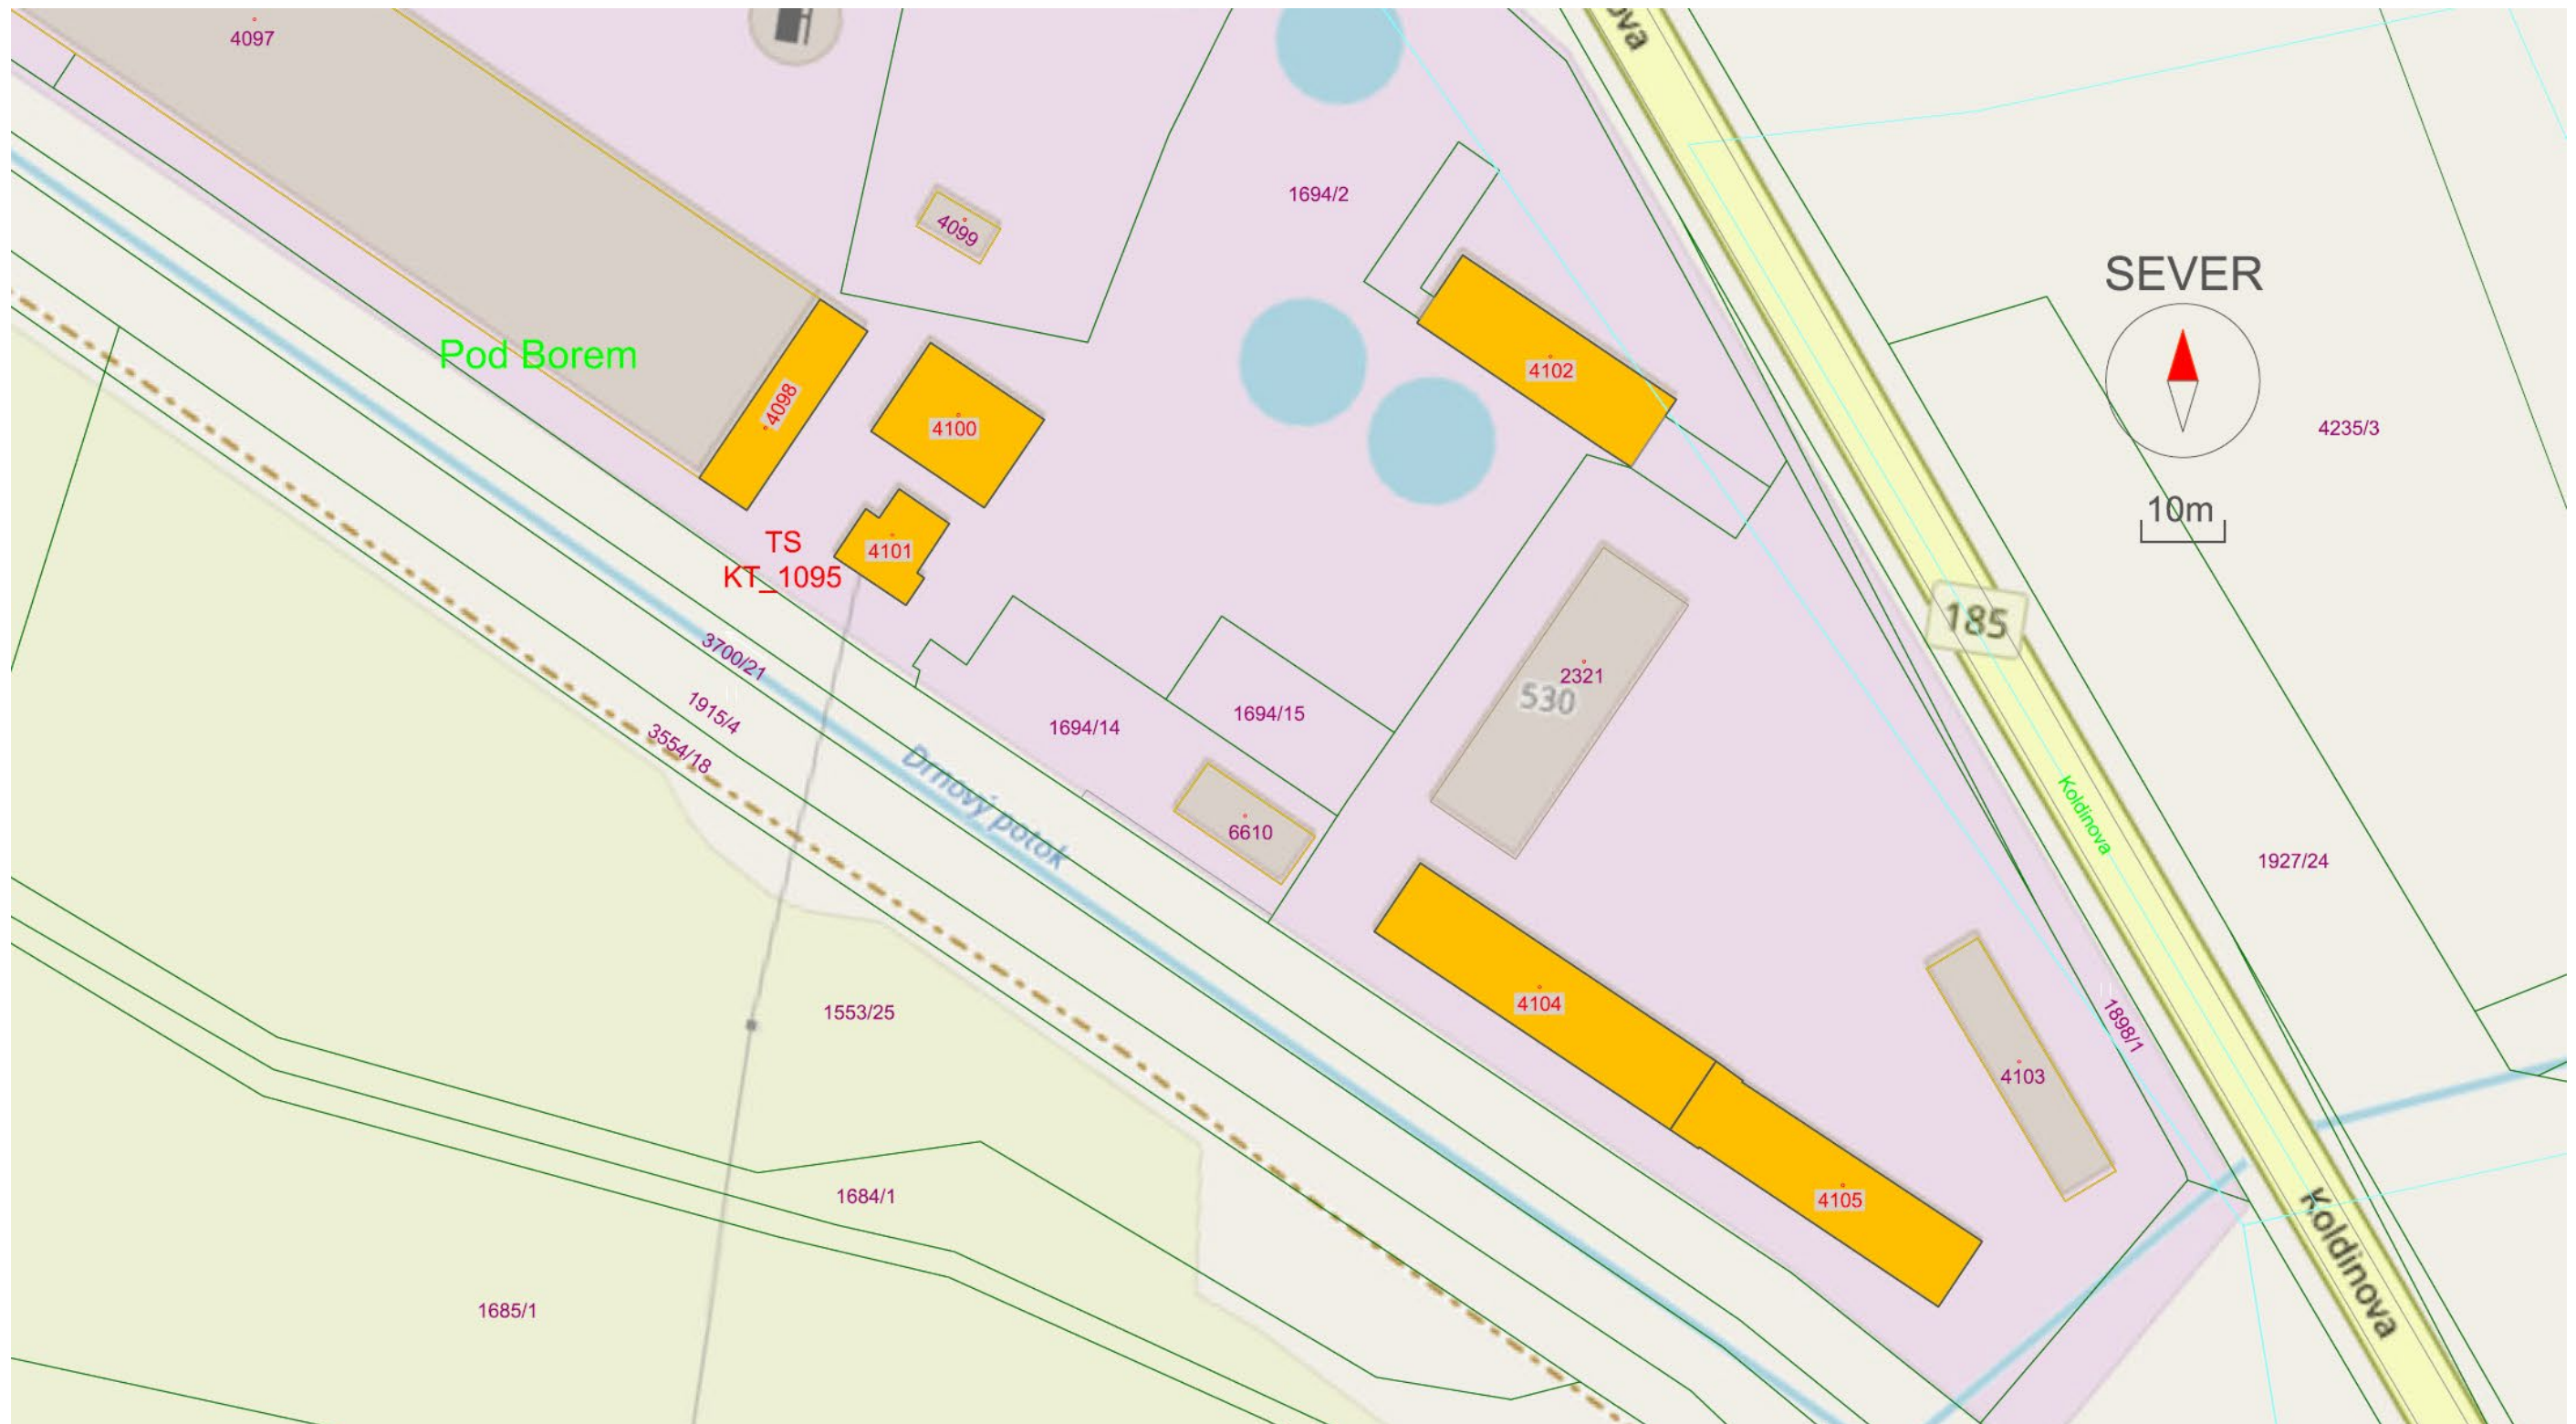 ova
4097
1694/2
4099
SEVER
Pod Borem
4102
4098
4100
4235/3
10m
TS
KT_1095
4101
185
3700/21
2321
530
1915/4
1694/14
1694/15
3554/18
Drnový potok
6610
Koldinova
1927/24
4104
1553/25
1898/1
4103
1684/1
4105
Koldinova
1685/1